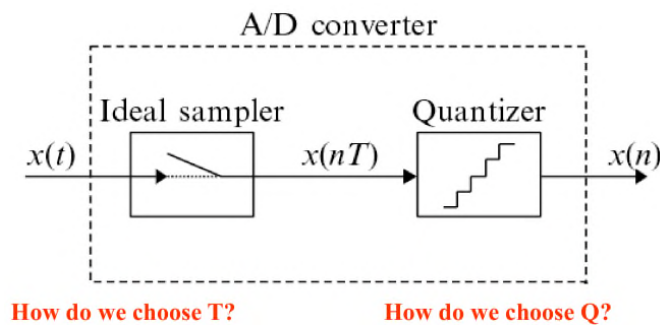 A/D converter
Ideal sampler
Quantizer
x(t)
x(nT)
x(n)
How do we choose T?
How do we choose Q?